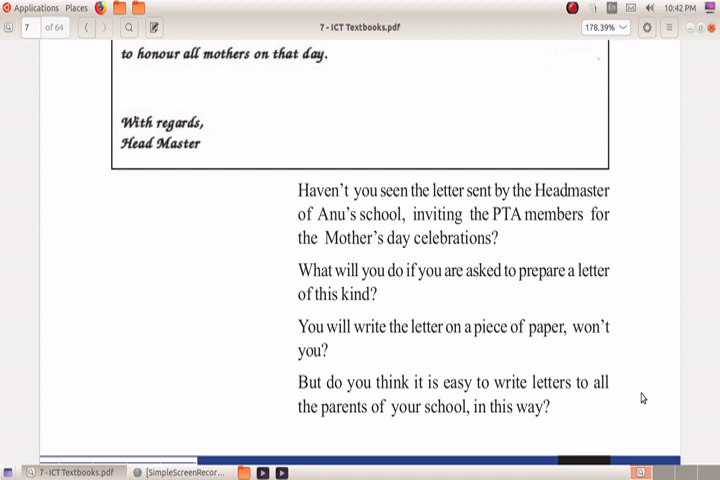 Applications Places En 10:42 PM
7 of 64 7 - ICT Textbooks.pdf 178.39%
to honour all mothers on that day.
With regards,
Head Master
Haven't you seen the letter sent by the Headmaster
of Anu's school, inviting the PTA members for
the Mother's day celebrations?
What will you do if you are asked to prepare a letter
of this kind?
You will write the letter on a piece of paper, won't
you?
But do you think it is easy to write letters to all
the parents of your school, in this way?
7 - ICT Textbooks.pdf [SimpleScreenRecor...